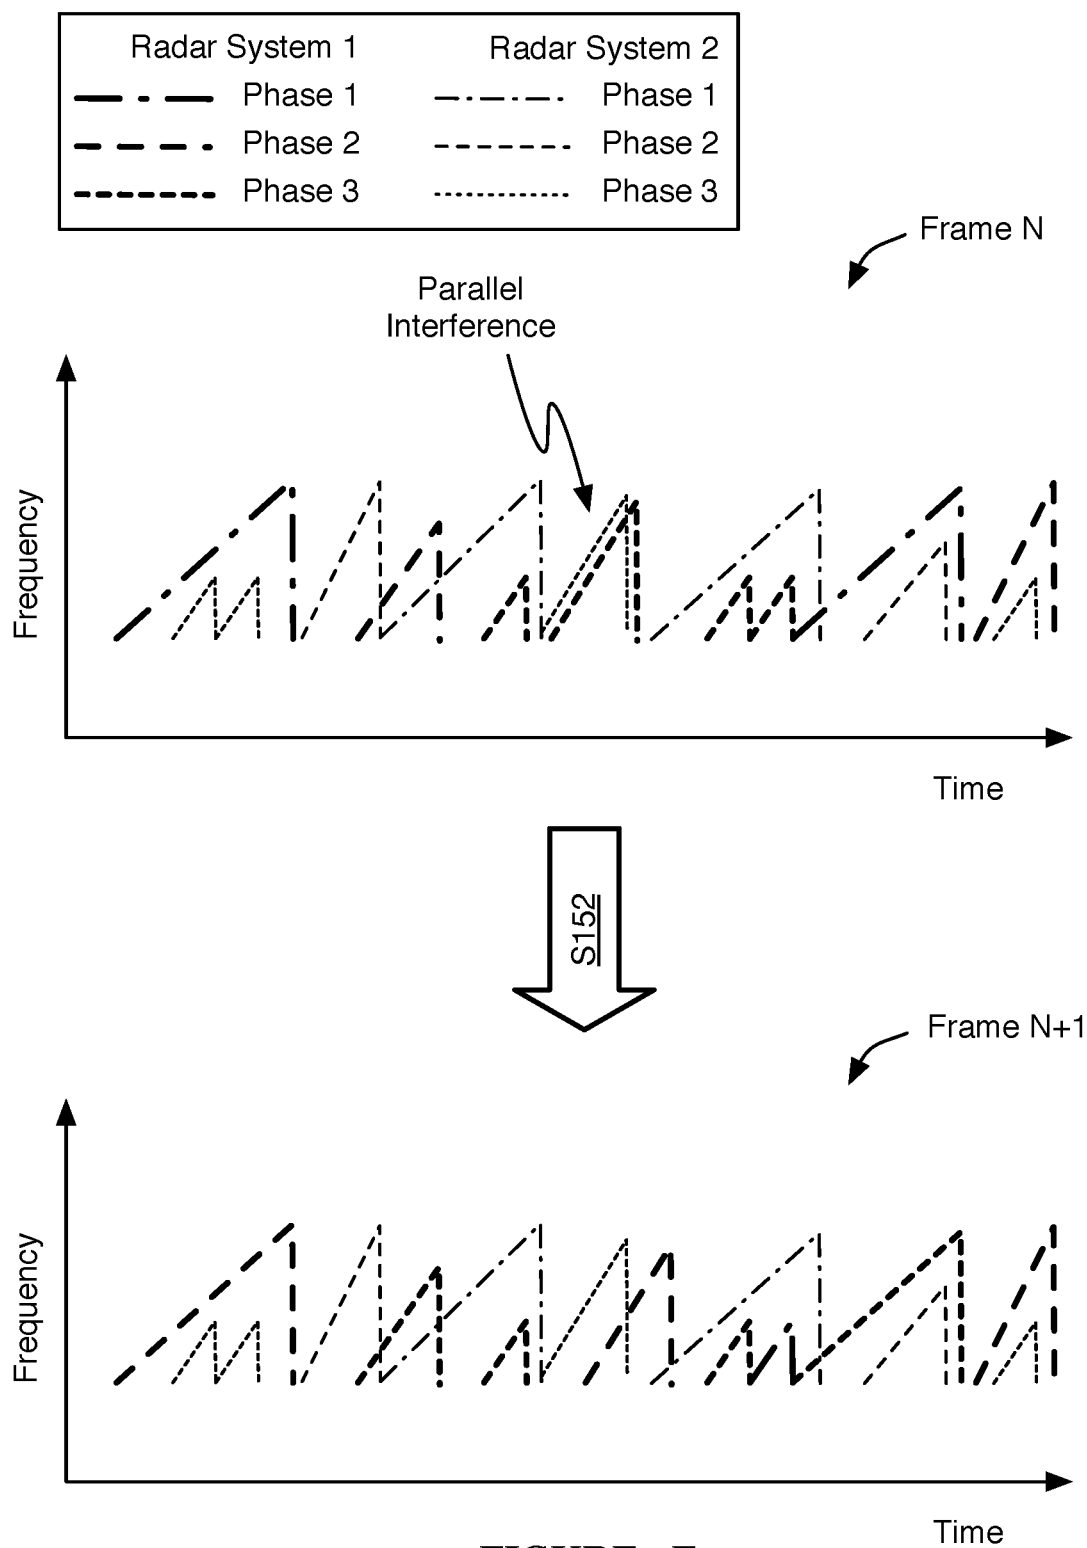 Radar System 1 Radar System 2
Phase 1 Phase 1
Phase 2 Phase 2
Phase 3 Phase 3
Frame N
Parallel
Interference
Frequency
Time
S152
Frame N+1
Frequency
Time